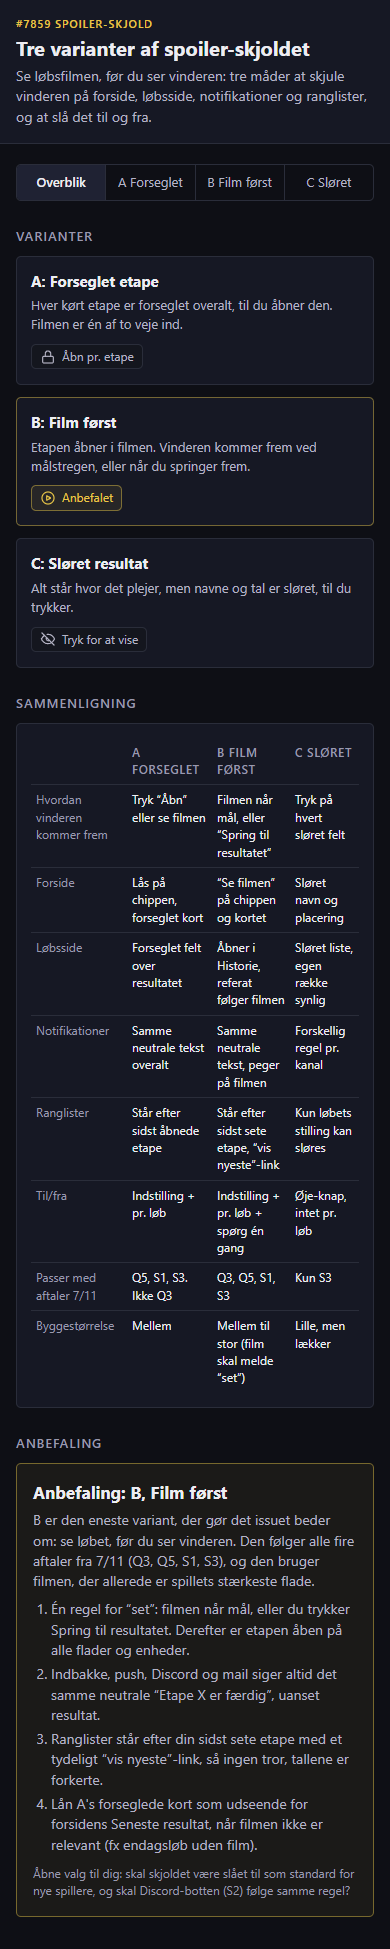 #7859 SPOILER-SKJOLD
Tre varianter af spoiler-skjoldet
Se løbsfilmen, før du ser vinderen: tre måder at skjule
vinderen på forside, løbsside, notifikationer og ranglister,
og at slå det til og fra.
Overblik
A Forseglet
B Film først
C Sløret
VARIANTER
A: Forseglet etape
Hver kørt etape er forseglet overalt, til du åbner den.
Filmen er én af to veje ind.
Åbn pr. etape
B: Film først
Etapen åbner i filmen. Vinderen kommer frem ved
målstregen, eller når du springer frem.
Anbefalet
C: Sløret resultat
Alt står hvor det plejer, men navne og tal er sløret, til du
trykker.
Tryk for at vise
SAMMENLIGNING
A
FORSEGLET
B FILM
FØRST
C SLØRET
Hvordan
vinderen
kommer frem
Tryk “Åbn”
eller se filmen
Filmen når
mål, eller
“Spring til
resultatet”
Tryk på
hvert
sløret felt
Forside
Lås på
chippen,
forseglet kort
“Se filmen”
på chippen
og kortet
Sløret
navn og
placering
Løbsside
Forseglet felt
over
resultatet
Åbner i
Historie,
referat
følger filmen
Sløret liste,
egen
række
synlig
Notifikationer
Samme
neutrale tekst
overalt
Samme
neutrale
tekst, peger
på filmen
Forskellig
regel pr.
kanal
Ranglister
Står efter
sidst åbnede
etape
Står efter
sidst sete
etape, “vis
nyeste”-link
Kun løbets
stilling kan
sløres
Til/fra
Indstilling +
pr. løb
Indstilling +
pr. løb +
spørg én
gang
Øje-knap,
intet pr.
løb
Passer med
aftaler 7/11
Q5, S1, S3.
Ikke Q3
Q3, Q5, S1,
S3
Kun S3
Byggestørrelse
Mellem
Mellem til
stor (film
skal melde
“set”)
Lille, men
lækker
ANBEFALING
Anbefaling: B, Film først
B er den eneste variant, der gør det issuet beder
om: se løbet, før du ser vinderen. Den følger alle fire
aftaler fra 7/11 (Q3, Q5, S1, S3), og den bruger
filmen, der allerede er spillets stærkeste flade.
1. Én regel for “set”: filmen når mål, eller du trykker
Spring til resultatet. Derefter er etapen åben på
alle flader og enheder.
2. Indbakke, push, Discord og mail siger altid det
samme neutrale “Etape X er færdig”, uanset
resultat.
3. Ranglister står efter din sidst sete etape med et
tydeligt “vis nyeste”-link, så ingen tror, tallene er
forkerte.
4. Lån A's forseglede kort som udseende for
forsidens Seneste resultat, når filmen ikke er
relevant (fx endagsløb uden film).
Åbne valg til dig: skal skjoldet være slået til som standard for
nye spillere, og skal Discord-botten (S2) følge samme regel?